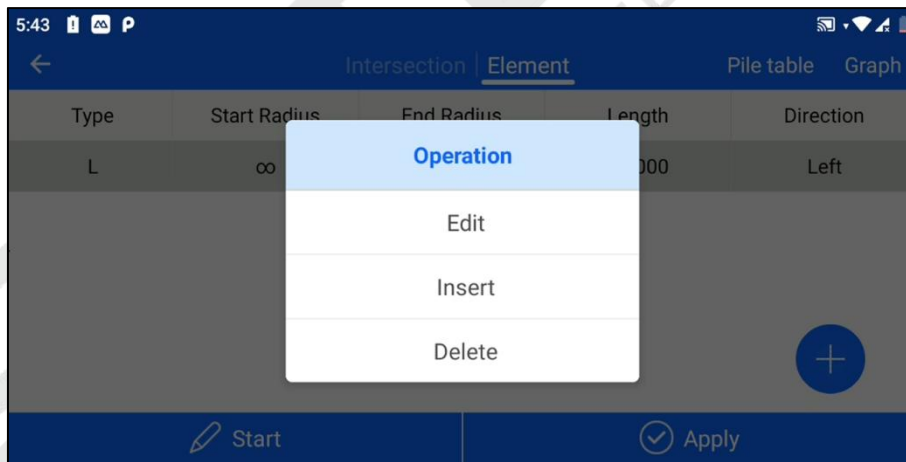 5:43
Intersection | Element Pile table Graph
Type Start Radius End Radius Length Direction
L ∞ 000 Left
Operation
Edit
Insert
Delete
Start Apply